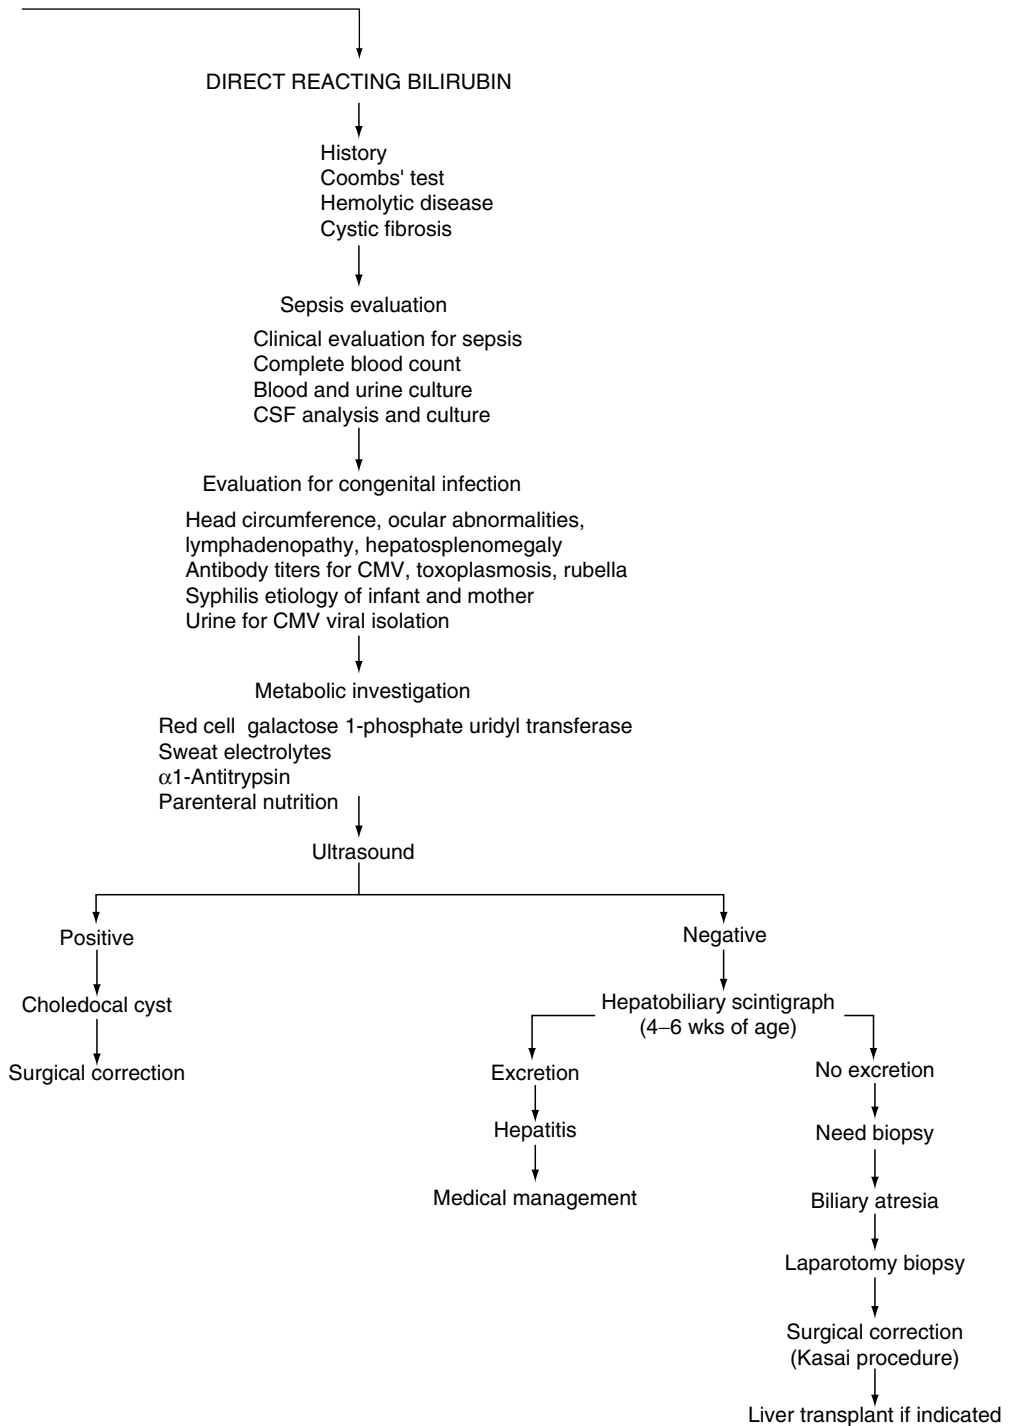 DIRECT REACTING BILIRUBIN
History
Coombs' test
Hemolytic disease
Cystic fibrosis
Sepsis evaluation
Clinical evaluation for sepsis
Complete blood count
Blood and urine culture
CSF analysis and culture
Evaluation for congenital infection
Head circumference, ocular abnormalities,
lymphadenopathy, hepatosplenomegaly
Antibody titers for CMV, toxoplasmosis, rubella
Syphilis etiology of infant and mother
Urine for CMV viral isolation
Metabolic investigation
Red cell galactose 1-phosphate uridyl transferase
Sweat electrolytes
α1-Antitrypsin
Parenteral nutrition
Ultrasound
Positive
Choledocal cyst
Surgical correction
Negative
Hepatobiliary scintigraph
(4–6 wks of age)
Excretion
Hepatitis
Medical management
No excretion
Need biopsy
Biliary atresia
Laparotomy biopsy
Surgical correction
(Kasai procedure)
Liver transplant if indicated